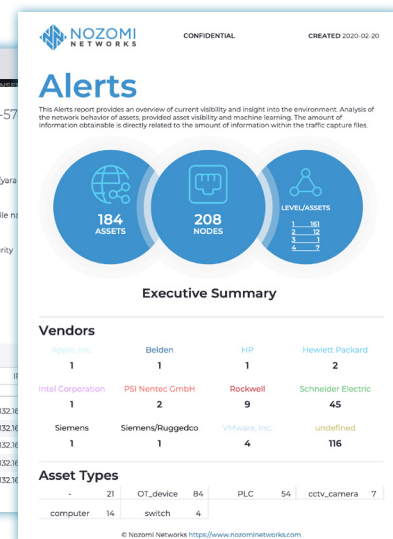 NOZOMI
NETWORKS
CONFIDENTIAL
CREATED 2020-02-20
Alerts
This Alerts report provides an overview of current visibility and insight into the environment. Analysis of
the network behavior of assets, provided asset visibility and machine learning. The amount of
information obtainable is directly related to the amount of information within the traffic capture files.
184
ASSETS
208
NODES
LEVEL/ASSETS
1 161
2 12
3 1
4 7
Executive Summary
Vendors
Apple, Inc. Belden HP Hewlett Packard
1 1 1 2
Intel Corporation PSI Nentec GmbH Rockwell Schneider Electric
1 2 9 45
Siemens Siemens/Ruggedco VMware, Inc. undefined
1 1 4 116
Asset Types
- 21 OT_device 84 PLC 54 cctv_camera 7
computer 14 switch 4
© Nozomi Networks https://www.nozominetworks.com